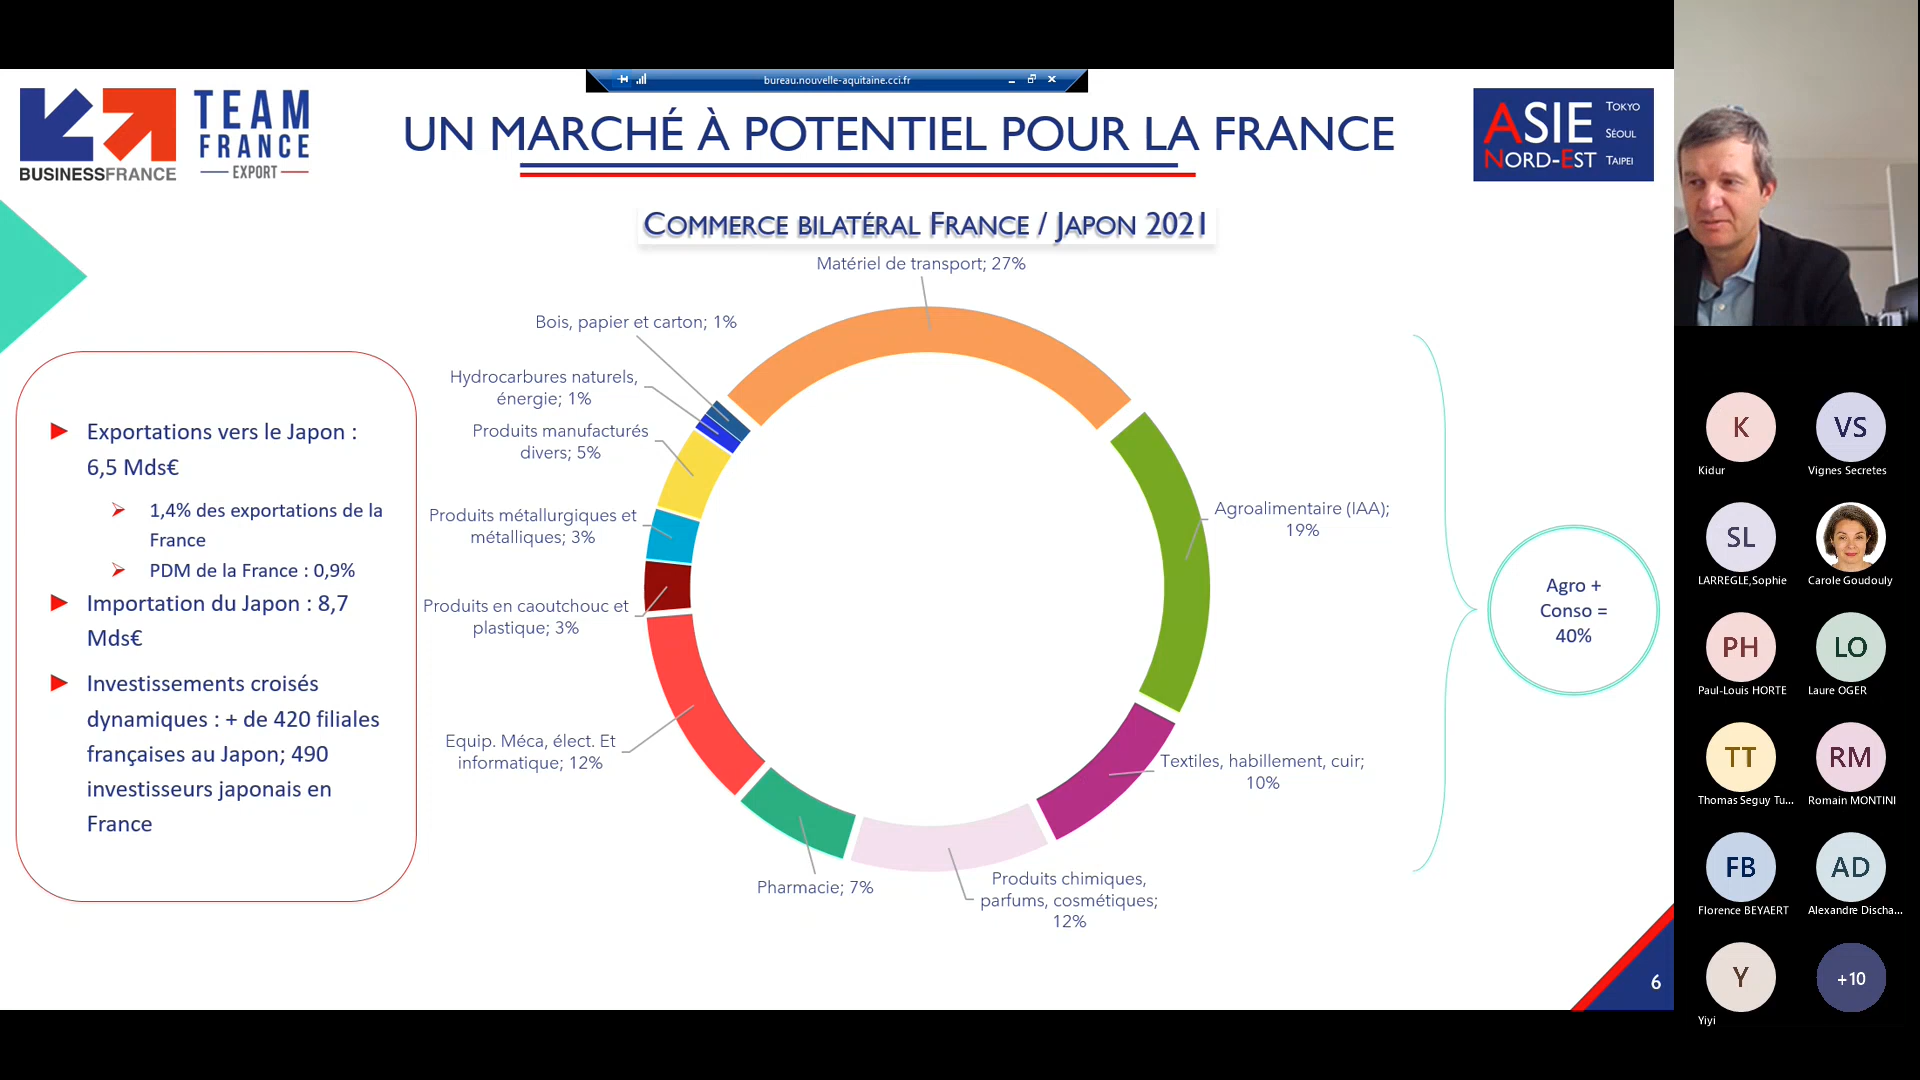 bureau.nouvelle-aquitaine.cci.fr
BUSINESSFRANCE
TEAM
FRANCE
EXPORT
UN MARCHÉ À POTENTIEL POUR LA FRANCE
ASIE
NORD-EST
TOKYO
SÉOUL
TAIPEI
COMMERCE BILATÉRAL FRANCE / JAPON 2021
Exportations vers le Japon :
6,5 Mds€
1,4% des exportations de la
France
PDM de la France : 0,9%
Importation du Japon : 8,7
Mds€
Investissements croisés
dynamiques : + de 420 filiales
françaises au Japon; 490
investisseurs japonais en
France
Matériel de transport; 27%
Bois, papier et carton; 1%
Hydrocarbures naturels,
énergie; 1%
Produits manufacturés
divers; 5%
Produits métallurgiques et
métalliques; 3%
Produits en caoutchouc et
plastique; 3%
Equip. Méca, élect. Et
informatique; 12%
Pharmacie; 7%
Produits chimiques,
parfums, cosmétiques;
12%
Textiles, habillement, cuir;
10%
Agroalimentaire (IAA);
19%
Agro +
Conso =
40%
6
K
Kidur
VS
Vignes Secretes
SL
LARREGLE,Sophie
Carole Goudouly
PH
Paul-Louis HORTE
LO
Laure OGER
TT
Thomas Seguy Tu...
RM
Romain MONTINI
FB
Florence BEYAERT
AD
Alexandre Discha...
Y
Yiyi
+10